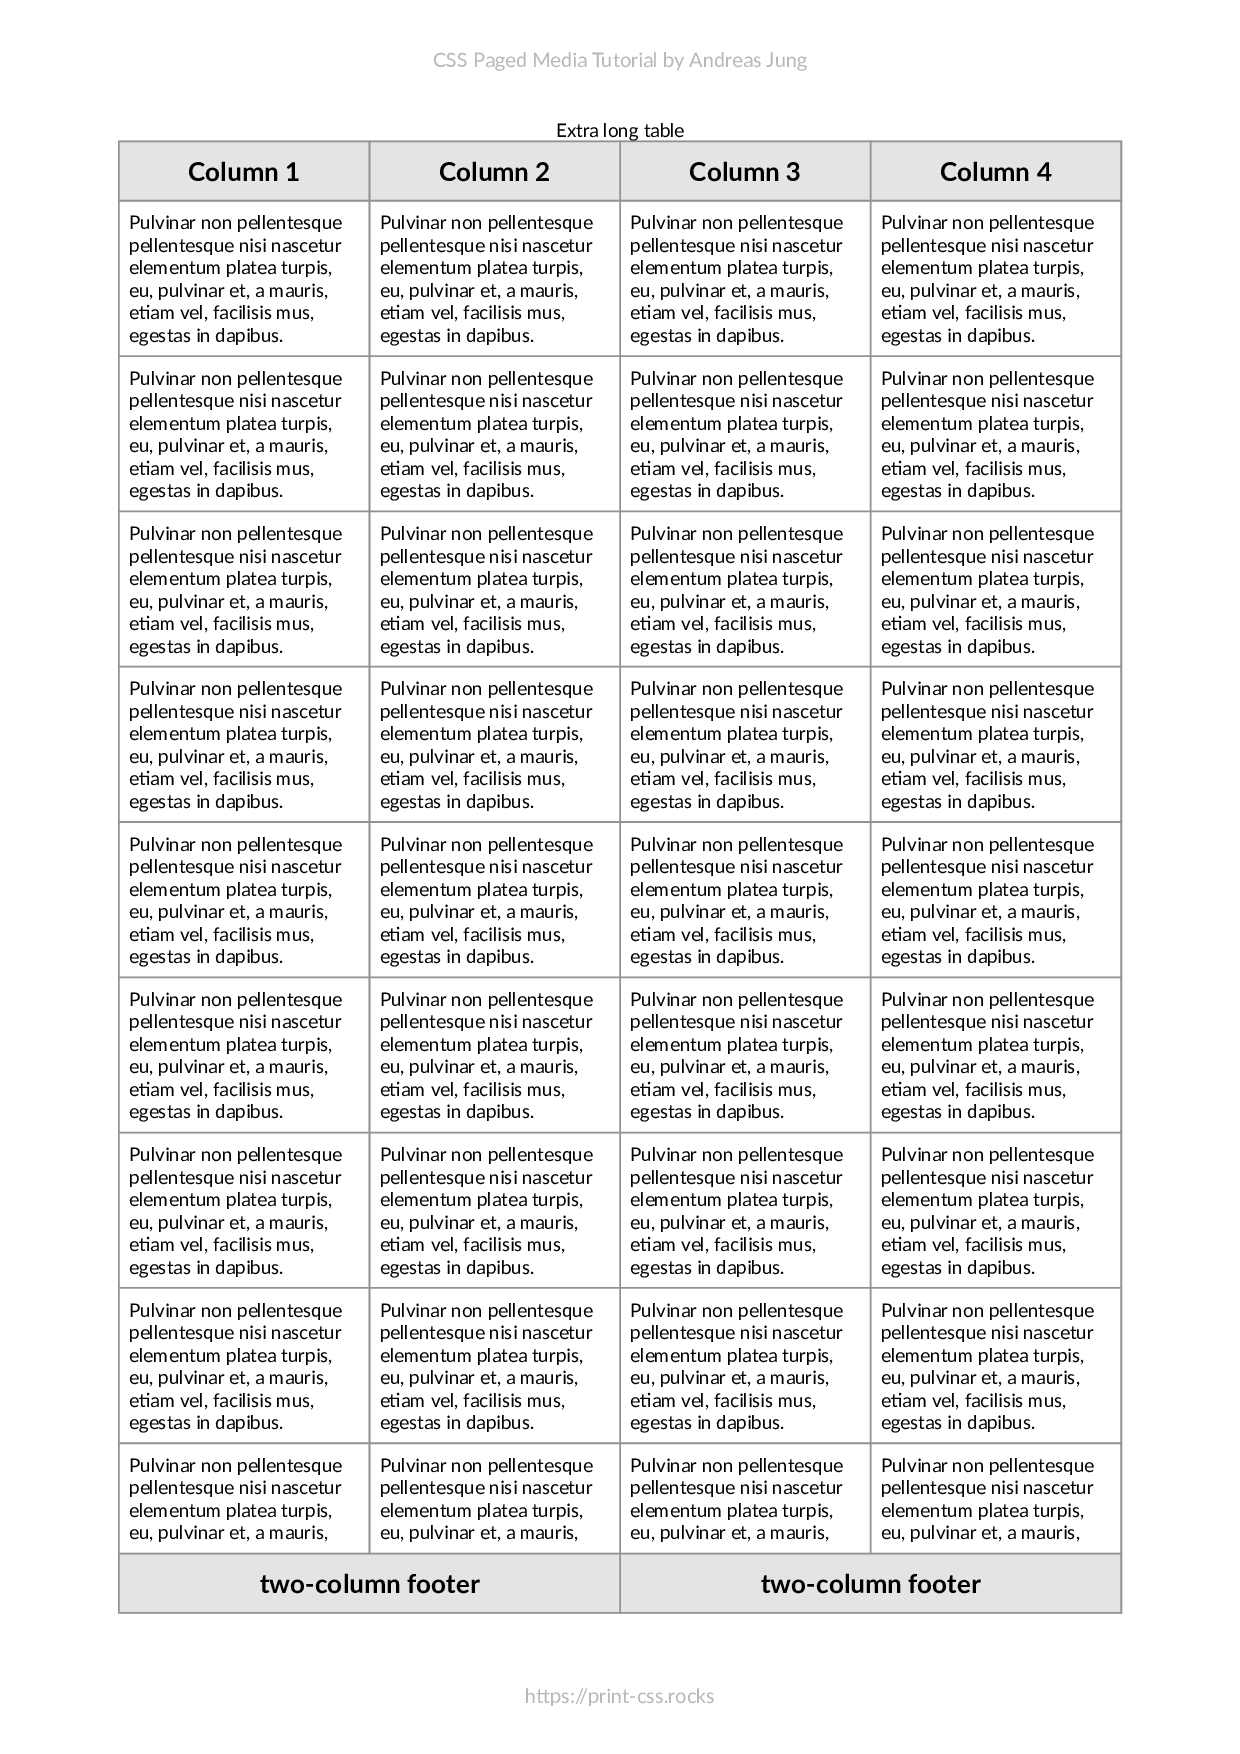 CSS Paged Media Tutorial by Andreas Jung
Extra long table
Column 1 Column 2 Column 3 Column 4
Pulvinar non pellentesque Pulvinar non pellentesque Pulvinar non pellentesque Pulvinar non pellentesque
pellentesque nisi nascetur pellentesque nisi nascetur pellentesque nisi nascetur pellentesque nisi nascetur
elementum platea turpis, elementum platea turpis, elementum platea turpis, elementum platea turpis,
eu, pulvinar et, a mauris, eu, pulvinar et, a mauris, eu, pulvinar et, a mauris, eu, pulvinar et, a mauris,
etiam vel, facilisis mus, etiam vel, facilisis mus, etiam vel, facilisis mus, etiam vel, facilisis mus,
egestas in dapibus. egestas in dapibus. egestas in dapibus. egestas in dapibus.
Pulvinar non pellentesque Pulvinar non pellentesque Pulvinar non pellentesque Pulvinar non pellentesque
pellentesque nisi nascetur pellentesque nisi nascetur pellentesque nisi nascetur pellentesque nisi nascetur
elementum platea turpis, elementum platea turpis, elementum platea turpis, elementum platea turpis,
eu, pulvinar et, a mauris, eu, pulvinar et, a mauris, eu, pulvinar et, a mauris, eu, pulvinar et, a mauris,
etiam vel, facilisis mus, etiam vel, facilisis mus, etiam vel, facilisis mus, etiam vel, facilisis mus,
egestas in dapibus. egestas in dapibus. egestas in dapibus. egestas in dapibus.
Pulvinar non pellentesque Pulvinar non pellentesque Pulvinar non pellentesque Pulvinar non pellentesque
pellentesque nisi nascetur pellentesque nisi nascetur pellentesque nisi nascetur pellentesque nisi nascetur
elementum platea turpis, elementum platea turpis, elementum platea turpis, elementum platea turpis,
eu, pulvinar et, a mauris, eu, pulvinar et, a mauris, eu, pulvinar et, a mauris, eu, pulvinar et, a mauris,
etiam vel, facilisis mus, etiam vel, facilisis mus, etiam vel, facilisis mus, etiam vel, facilisis mus,
egestas in dapibus. egestas in dapibus. egestas in dapibus. egestas in dapibus.
Pulvinar non pellentesque Pulvinar non pellentesque Pulvinar non pellentesque Pulvinar non pellentesque
pellentesque nisi nascetur pellentesque nisi nascetur pellentesque nisi nascetur pellentesque nisi nascetur
elementum platea turpis, elementum platea turpis, elementum platea turpis, elementum platea turpis,
eu, pulvinar et, a mauris, eu, pulvinar et, a mauris, eu, pulvinar et, a mauris, eu, pulvinar et, a mauris,
etiam vel, facilisis mus, etiam vel, facilisis mus, etiam vel, facilisis mus, etiam vel, facilisis mus,
egestas in dapibus. egestas in dapibus. egestas in dapibus. egestas in dapibus.
Pulvinar non pellentesque Pulvinar non pellentesque Pulvinar non pellentesque Pulvinar non pellentesque
pellentesque nisi nascetur pellentesque nisi nascetur pellentesque nisi nascetur pellentesque nisi nascetur
elementum platea turpis, elementum platea turpis, elementum platea turpis, elementum platea turpis,
eu, pulvinar et, a mauris, eu, pulvinar et, a mauris, eu, pulvinar et, a mauris, eu, pulvinar et, a mauris,
etiam vel, facilisis mus, etiam vel, facilisis mus, etiam vel, facilisis mus, etiam vel, facilisis mus,
egestas in dapibus. egestas in dapibus. egestas in dapibus. egestas in dapibus.
Pulvinar non pellentesque Pulvinar non pellentesque Pulvinar non pellentesque Pulvinar non pellentesque
pellentesque nisi nascetur pellentesque nisi nascetur pellentesque nisi nascetur pellentesque nisi nascetur
elementum platea turpis, elementum platea turpis, elementum platea turpis, elementum platea turpis,
eu, pulvinar et, a mauris, eu, pulvinar et, a mauris, eu, pulvinar et, a mauris, eu, pulvinar et, a mauris,
etiam vel, facilisis mus, etiam vel, facilisis mus, etiam vel, facilisis mus, etiam vel, facilisis mus,
egestas in dapibus. egestas in dapibus. egestas in dapibus. egestas in dapibus.
Pulvinar non pellentesque Pulvinar non pellentesque Pulvinar non pellentesque Pulvinar non pellentesque
pellentesque nisi nascetur pellentesque nisi nascetur pellentesque nisi nascetur pellentesque nisi nascetur
elementum platea turpis, elementum platea turpis, elementum platea turpis, elementum platea turpis,
eu, pulvinar et, a mauris, eu, pulvinar et, a mauris, eu, pulvinar et, a mauris, eu, pulvinar et, a mauris,
etiam vel, facilisis mus, etiam vel, facilisis mus, etiam vel, facilisis mus, etiam vel, facilisis mus,
egestas in dapibus. egestas in dapibus. egestas in dapibus. egestas in dapibus.
Pulvinar non pellentesque Pulvinar non pellentesque Pulvinar non pellentesque Pulvinar non pellentesque
pellentesque nisi nascetur pellentesque nisi nascetur pellentesque nisi nascetur pellentesque nisi nascetur
elementum platea turpis, elementum platea turpis, elementum platea turpis, elementum platea turpis,
eu, pulvinar et, a mauris, eu, pulvinar et, a mauris, eu, pulvinar et, a mauris, eu, pulvinar et, a mauris,
etiam vel, facilisis mus, etiam vel, facilisis mus, etiam vel, facilisis mus, etiam vel, facilisis mus,
egestas in dapibus. egestas in dapibus. egestas in dapibus. egestas in dapibus.
Pulvinar non pellentesque Pulvinar non pellentesque Pulvinar non pellentesque Pulvinar non pellentesque
pellentesque nisi nascetur pellentesque nisi nascetur pellentesque nisi nascetur pellentesque nisi nascetur
elementum platea turpis, elementum platea turpis, elementum platea turpis, elementum platea turpis,
eu, pulvinar et, a mauris, eu, pulvinar et, a mauris, eu, pulvinar et, a mauris, eu, pulvinar et, a mauris,
two-column footer two-column footer
https://print-css.rocks